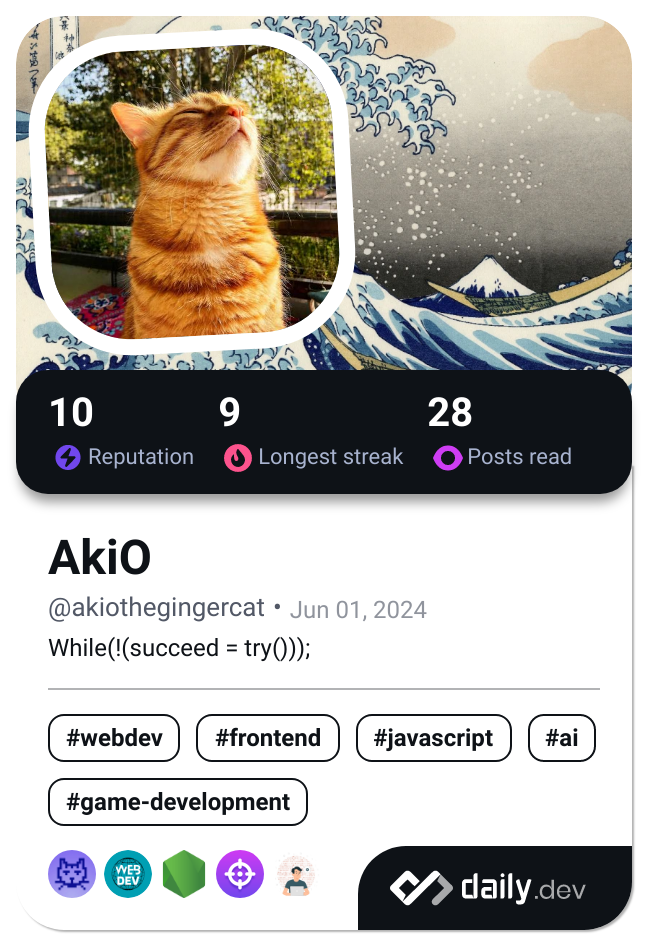 10
9
28
Reputation
Longest streak
Posts read
AkiO
@akiothegingercat • Jun 01, 2024
While(!(succeed = try()));
#webdev
#frontend
#javascript
#ai
#game-development
WEB
DEV
daily.dev